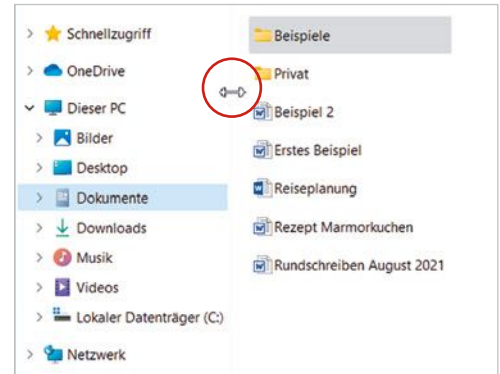 Schnellzugriff
OneDrive
Dieser PC
Bilder
Desktop
Dokumente
Downloads
Musik
Videos
Lokaler Datenträger (C:)
Netzwerk
Beispiele
Privat
Beispiel 2
Erstes Beispiel
Reiseplanung
Rezept Marmorkuchen
Rundschreiben August 2021